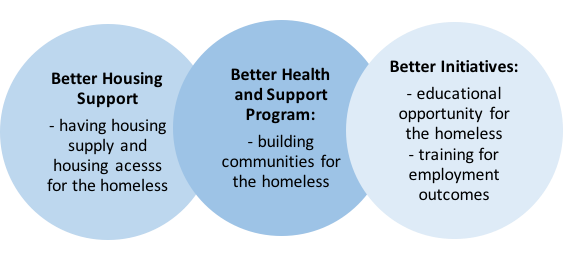 Better Housing
Support
- having housing
supply and
housing acesss
for the homeless
Better Health
and Support
Program:
- building
communities for
the homeless
Better Initiatives:
- educational
opportunity for
the homeless
- training for
employment
outcomes